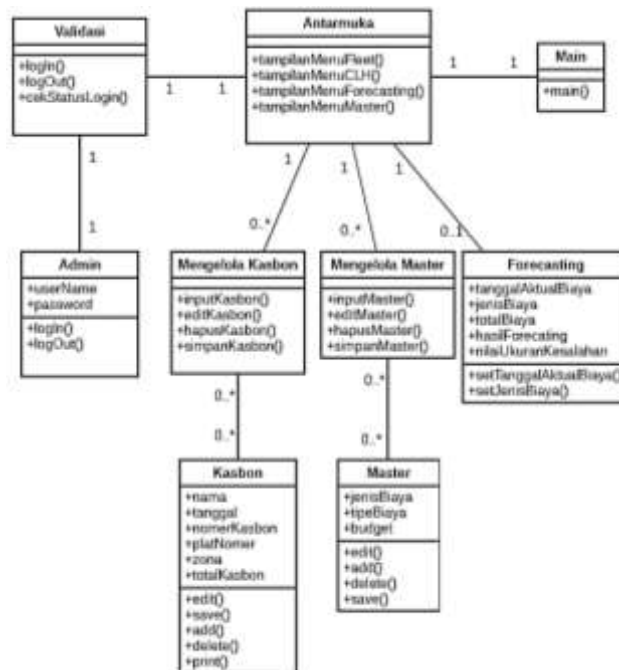 Validasi
+logIn()
+logOut()
+cekStatusLogin()
Antarmuka
+tampilanMenuFleet()
+tampilanMenuCLH()
+tampilanMenuForecasting()
+tampilanMenuMaster()
Main
+main()
1
1
1
1
1
1
1
1
1
0..*
0..*
0..1
Admin
+userName
+password
+logIn()
+logOut()
Mengelola Kasbon
+inputKasbon()
+editKasbon()
+hapusKasbon()
+simpanKasbon()
Mengelola Master
+inputMaster()
+editMaster()
+hapusMaster()
+simpanMaster()
Forecasting
+tanggalAktualBiaya
+jenisBiaya
+totalBiaya
+hasilForecating
+nilaiUkuranKesalahan
+setTanggalAktualBiaya()
+setJenisBiaya()
0..*
0..*
0..*
0..*
Kasbon
+nama
+tanggal
+nomerKasbon
+platNomer
+zona
+totalKasbon
+edit()
+save()
+add()
+delete()
+print()
Master
+jenisBiaya
+tipeBiaya
+budget
+edit()
+add()
+delete()
+save()